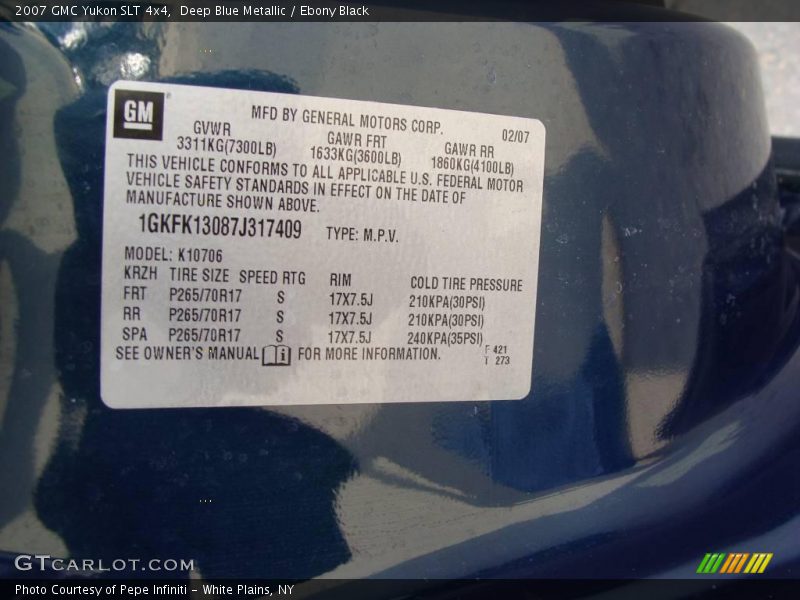 2007 GMC Yukon SLT 4x4, Deep Blue Metallic / Ebony Black
GM
MFD BY GENERAL MOTORS CORP. 02/07
GVWR GAWR FRT GAWR RR
3311KG(7300LB) 1633KG(3600LB) 1860KG(4100LB)
THIS VEHICLE CONFORMS TO ALL APPLICABLE U.S. FEDERAL MOTOR
VEHICLE SAFETY STANDARDS IN EFFECT ON THE DATE OF
MANUFACTURE SHOWN ABOVE.
1GKFK13087J317409 TYPE: M.P.V.
MODEL: K10706
KRZH TIRE SIZE SPEED RTG RIM COLD TIRE PRESSURE
FRT P265/70R17 S 17X7.5J 210KPA(30PSI)
RR P265/70R17 S 17X7.5J 210KPA(30PSI)
SPA P265/70R17 S 17X7.5J 240KPA(35PSI)
SEE OWNER'S MANUAL i FOR MORE INFORMATION.
F 421
T 273
GTCARLOT.COM
Photo Courtesy of Pepe Infiniti - White Plains, NY